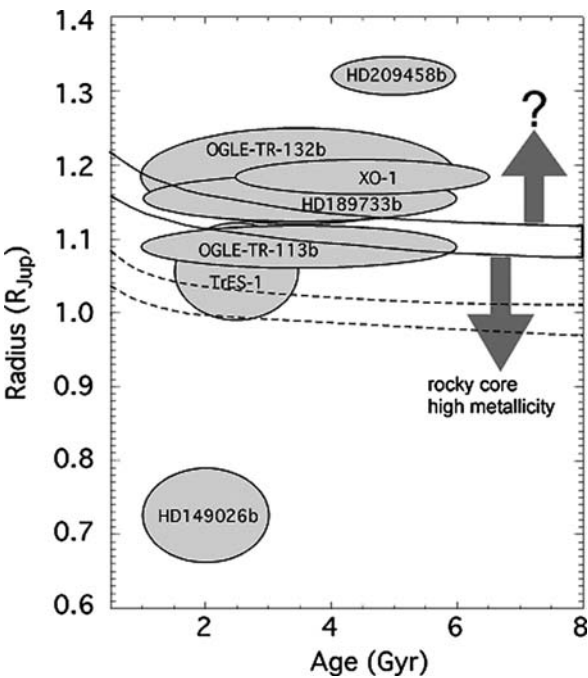 1.4
1.3
1.2
1.1
1.0
0.9
0.8
0.7
0.6
Radius (RJup)
HD209458b
?
OGLE-TR-132b
XO-1
HD189733b
OGLE-TR-113b
TrES-1
rocky core
high metallicity
HD149026b
2
4
6
8
Age (Gyr)